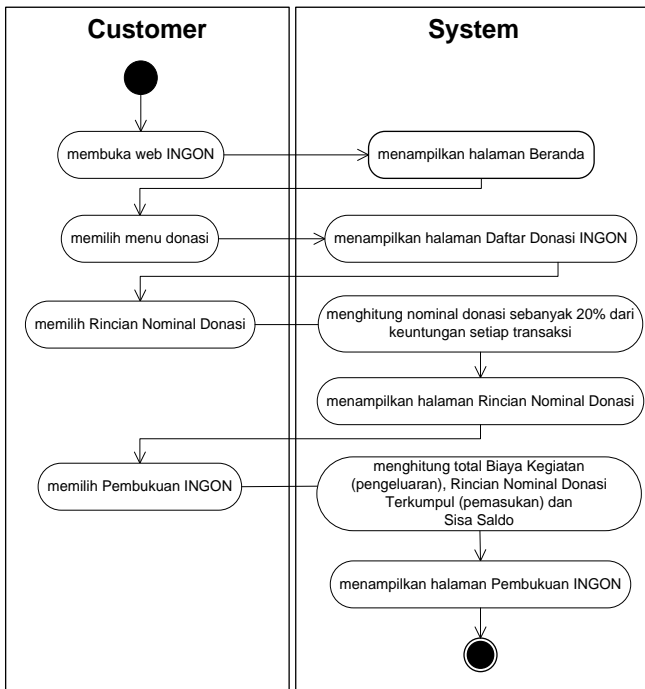 Customer
System
membuka web INGON
menampilkan halaman Beranda
memilih menu donasi
menampilkan halaman Daftar Donasi INGON
memilih Rincian Nominal Donasi
menghitung nominal donasi sebanyak 20% dari
keuntungan setiap transaksi
menampilkan halaman Rincian Nominal Donasi
memilih Pembukuan INGON
menghitung total Biaya Kegiatan
(pengeluaran), Rincian Nominal Donasi
Terkumpul (pemasukan) dan
Sisa Saldo
menampilkan halaman Pembukuan INGON